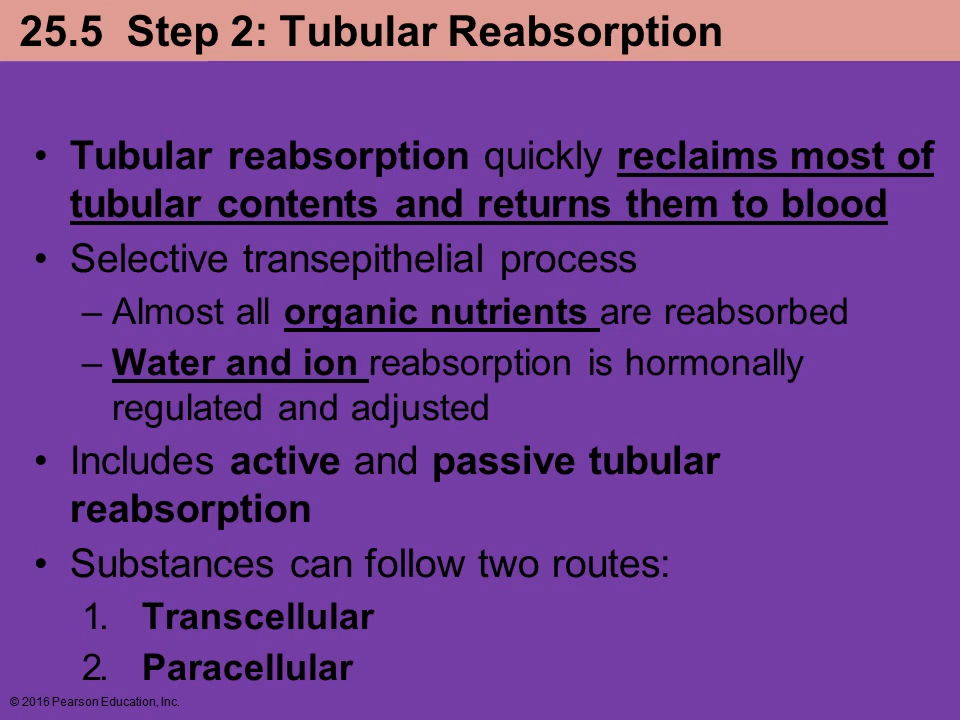 25.5 Step 2: Tubular Reabsorption
• Tubular reabsorption quickly reclaims most of
tubular contents and returns them to blood
• Selective transepithelial process
– Almost all organic nutrients are reabsorbed
– Water and ion reabsorption is hormonally
regulated and adjusted
• Includes active and passive tubular
reabsorption
• Substances can follow two routes:
1. Transcellular
2. Paracellular
© 2016 Pearson Education, Inc.